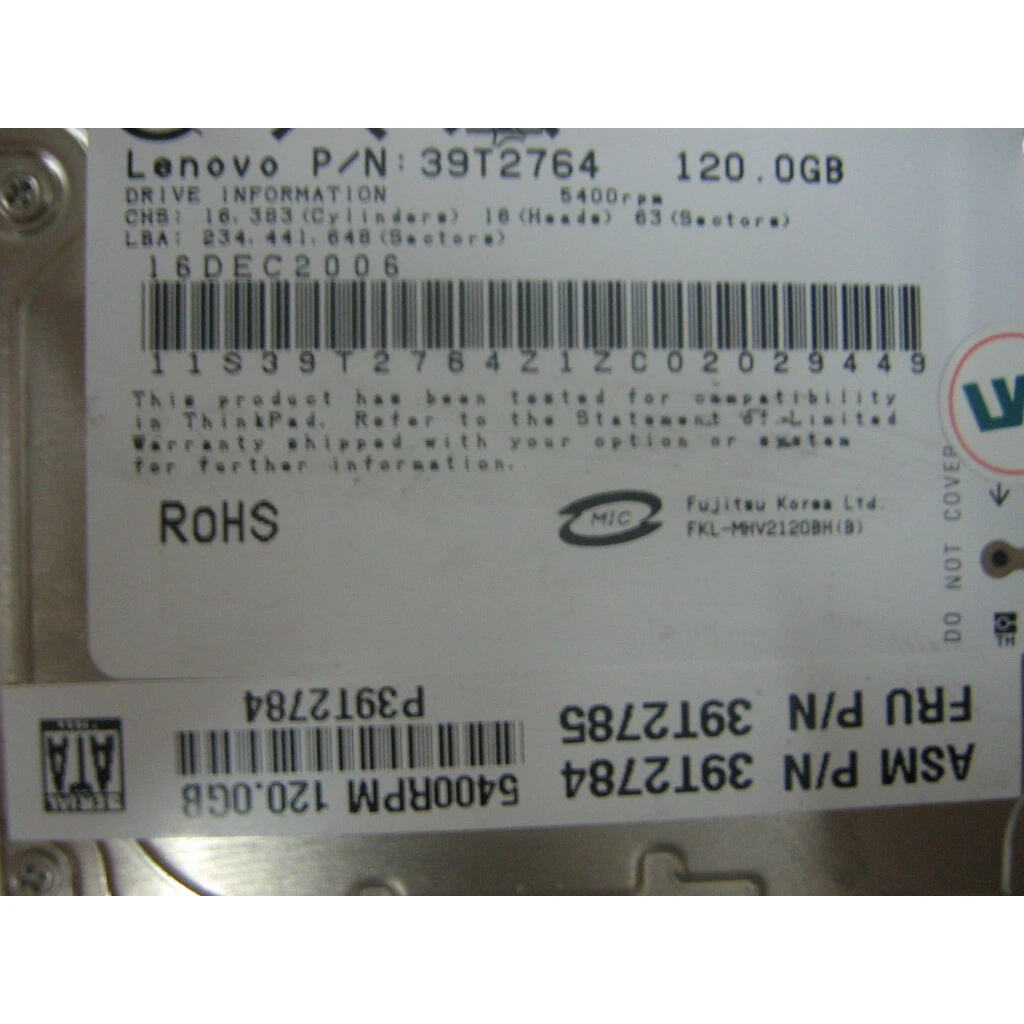 Lenovo P/N: 39T2764 120.0GB
DRIVE INFORMATION 5400rpm
CHS: 16,383(Cylinders) 16(Heads) 63(Sectors)
LBA: 234,441,648(Sectors)
16DEC2006
11S39T2764Z1ZC02029449
This product has been tested for compatibility
in ThinkPad. Refer to the Statement of Limited
Warranty shipped with your option or system
for further information.
RoHS
MIC
Fujitsu Korea Ltd.
FKL-MHV2120BH(B)
DO NOT COVER
TH
ASM P/N 39T2784
FRU P/N 39T2785
5400RPM 120.0GB
P39T2784
SERIAL
ATA